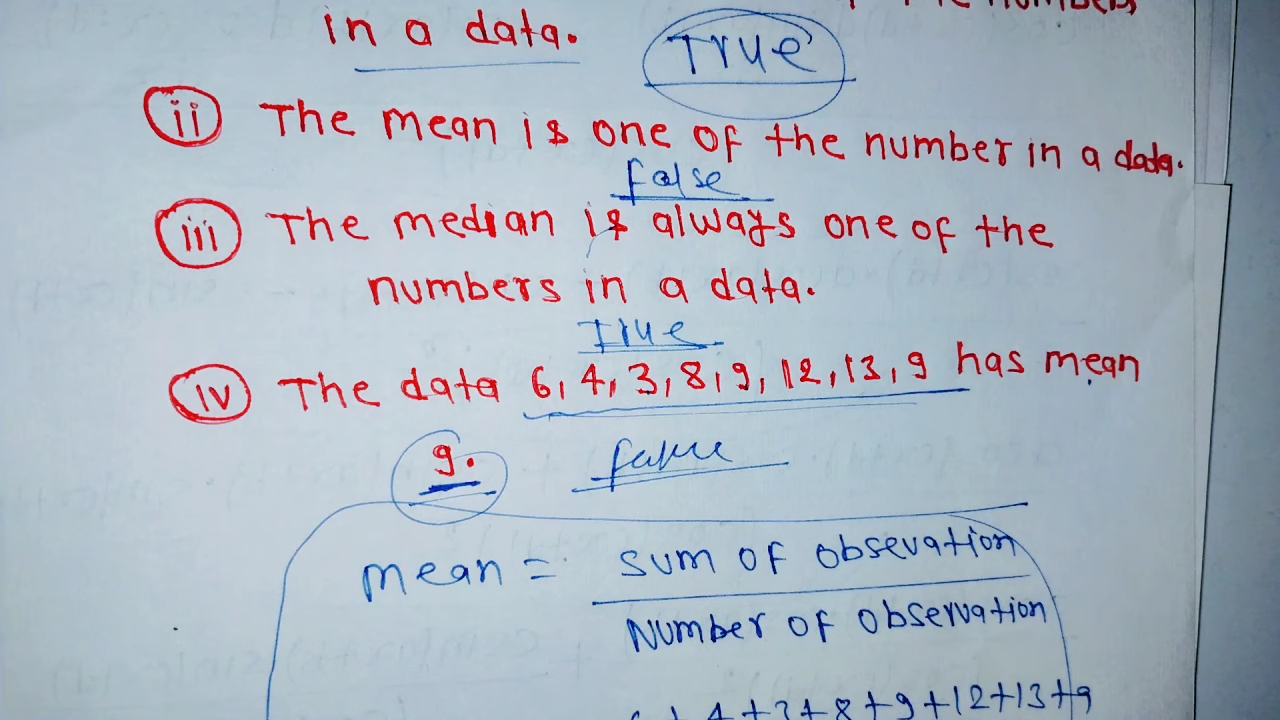 numbers
in a data. True
ii The mean is one of the number in a data.
false
iii The median is always one of the
numbers in a data.
True
iv The data 6, 4, 3, 8, 9, 12, 13, 9 has mean
9. false
mean = sum of obsevation
Number of observation
4+3+8+9+12+13+9